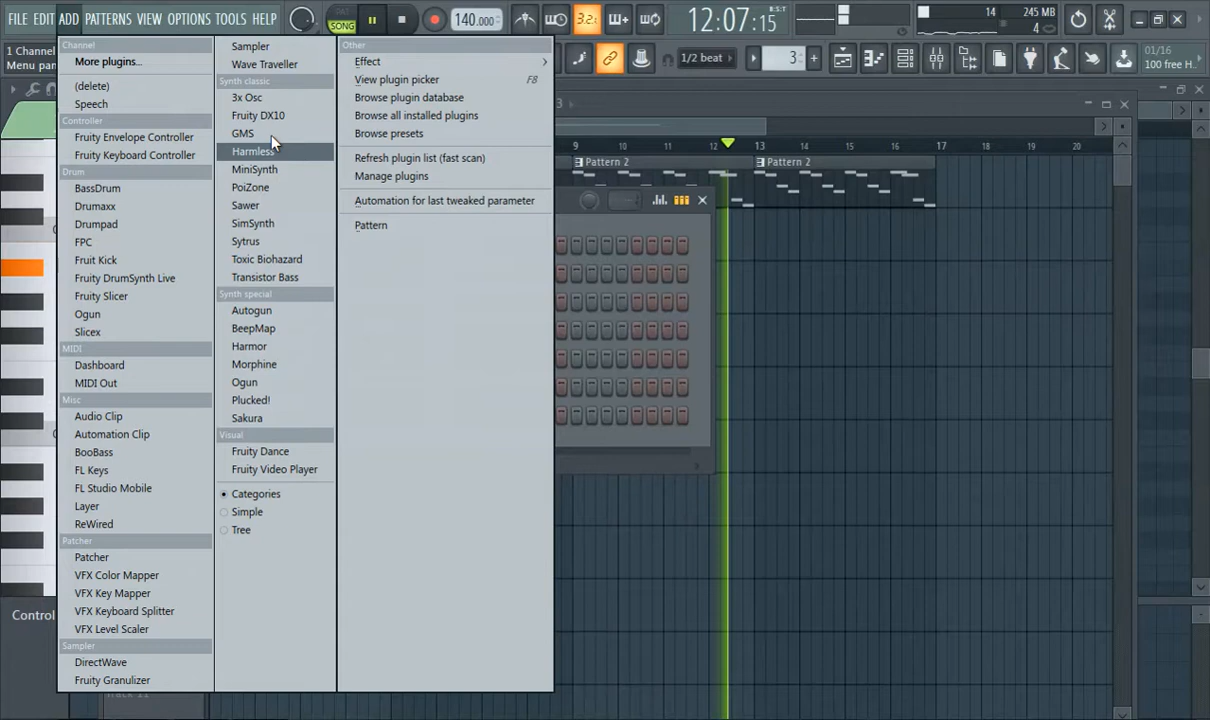 FILE EDIT ADD PATTERNS VIEW OPTIONS TOOLS HELP
PAT
SONG
140.000
3.2
12:07:15
14
245 MB
4
1 Channel
Menu pan
1/2 beat
3
01/16
100 free H
Channel
More plugins...
(delete)
Speech
Controller
Fruity Envelope Controller
Fruity Keyboard Controller
Drum
BassDrum
Drumaxx
Drumpad
FPC
Fruit Kick
Fruity DrumSynth Live
Fruity Slicer
Ogun
Slicex
MIDI
Dashboard
MIDI Out
Misc
Audio Clip
Automation Clip
BooBass
FL Keys
FL Studio Mobile
Layer
ReWired
Patcher
Patcher
VFX Color Mapper
VFX Key Mapper
VFX Keyboard Splitter
VFX Level Scaler
Sampler
DirectWave
Fruity Granulizer
Sampler
Wave Traveller
Synth classic
3x Osc
Fruity DX10
GMS
Harmless
MiniSynth
PoiZone
Sawer
SimSynth
Sytrus
Toxic Biohazard
Transistor Bass
Synth special
Autogun
BeepMap
Harmor
Morphine
Ogun
Plucked!
Sakura
Visual
Fruity Dance
Fruity Video Player
Categories
Simple
Tree
Other
Effect
View plugin picker F8
Browse plugin database
Browse all installed plugins
Browse presets
Refresh plugin list (fast scan)
Manage plugins
Automation for last tweaked parameter
Pattern
3
9 10 11 12 13 14 15 16 17 18 19 20
Pattern 2 Pattern 2
Control
Track 11